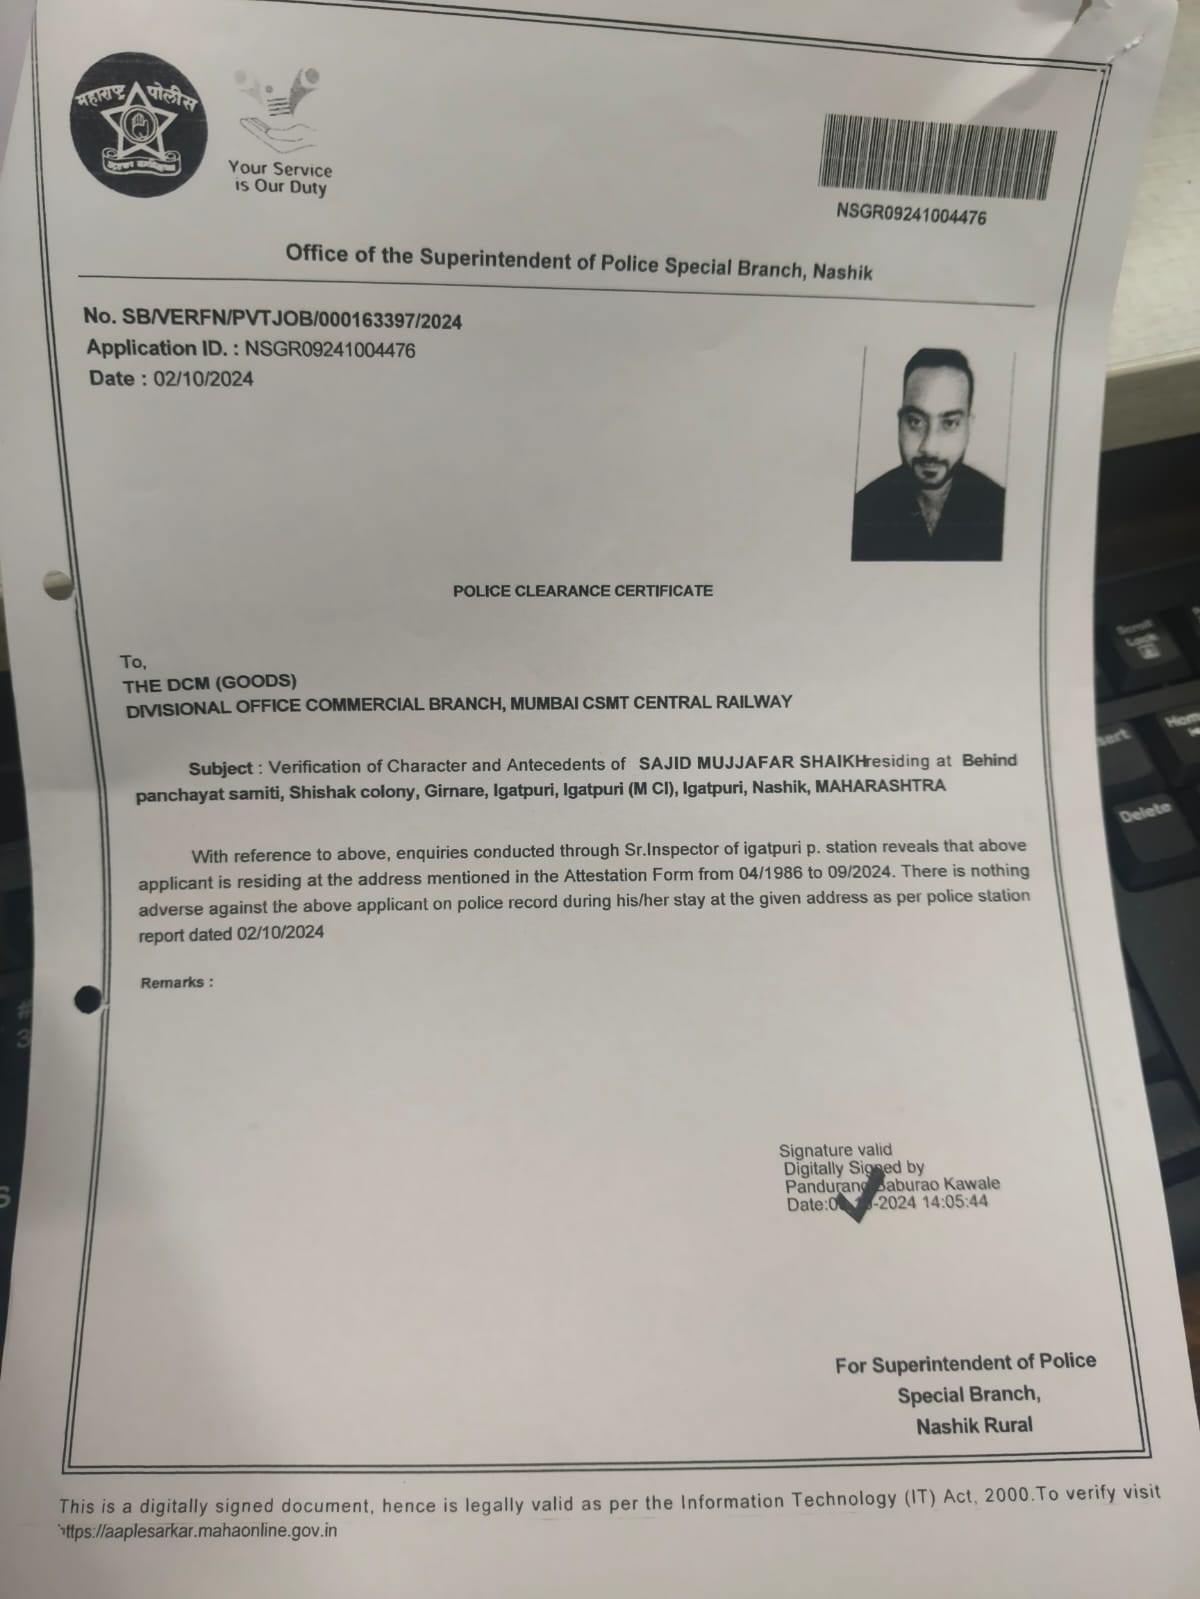 महाराष्ट्र पोलीस
Your Service
is Our Duty
NSGR09241004476
Office of the Superintendent of Police Special Branch, Nashik
No. SB/VERFN/PVTJOB/000163397/2024
Application ID. : NSGR09241004476
Date : 02/10/2024
POLICE CLEARANCE CERTIFICATE
To,
THE DCM (GOODS)
DIVISIONAL OFFICE COMMERCIAL BRANCH, MUMBAI CSMT CENTRAL RAILWAY
Subject : Verification of Character and Antecedents of SAJID MUJJAFAR SHAIKHresiding at Behind
panchayat samiti, Shishak colony, Girnare, Igatpuri, Igatpuri (M CI), Igatpuri, Nashik, MAHARASHTRA
With reference to above, enquiries conducted through Sr.Inspector of igatpuri p. station reveals that above
applicant is residing at the address mentioned in the Attestation Form from 04/1986 to 09/2024. There is nothing
adverse against the above applicant on police record during his/her stay at the given address as per police station
report dated 02/10/2024
Remarks :
Signature valid
Digitally Signed by
Pandurang Baburao Kawale
-2024 14:05:44
For Superintendent of Police
Special Branch,
Nashik Rural
This is a digitally signed document, hence is legally valid as per the Information Technology (IT) Act, 2000.To verify visit
https://aaplesarkar.mahaonline.gov.in
Scroll
Lock
Delete
#
3